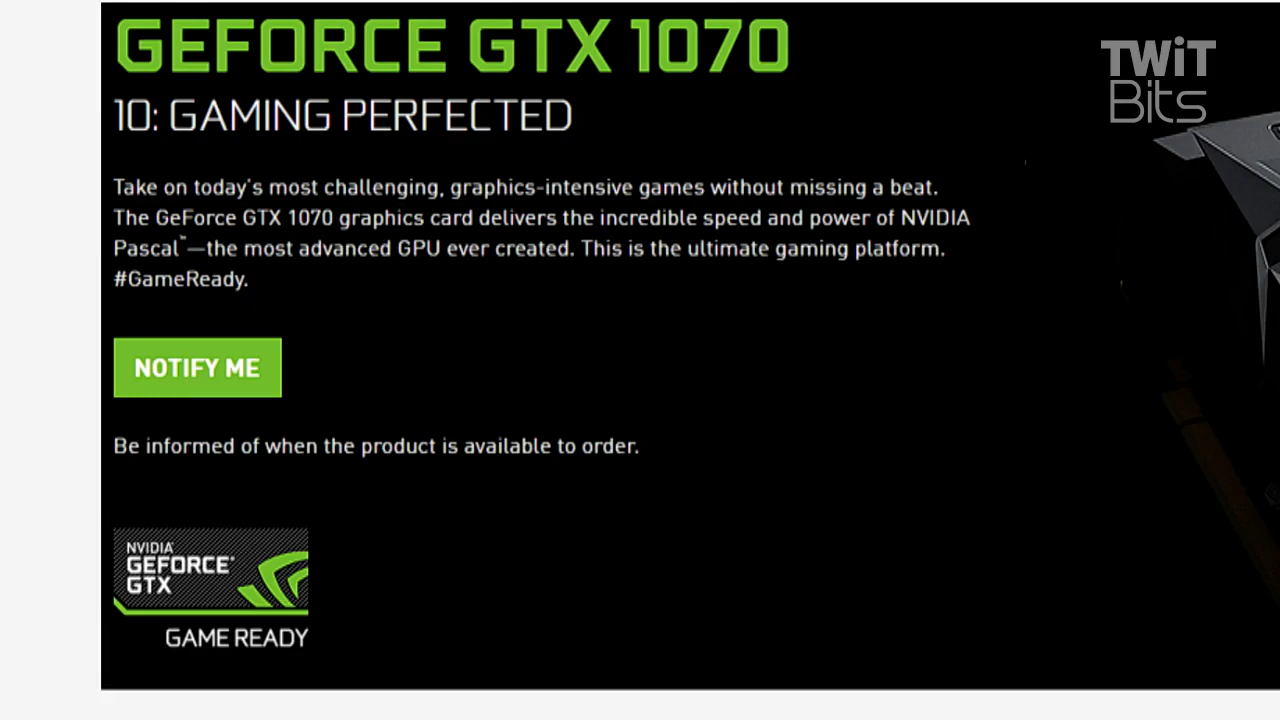 GEFORCE GTX 1070
10: GAMING PERFECTED
TWiT
Bits
Take on today's most challenging, graphics-intensive games without missing a beat.
The GeForce GTX 1070 graphics card delivers the incredible speed and power of NVIDIA
Pascal™—the most advanced GPU ever created. This is the ultimate gaming platform.
#GameReady.
NOTIFY ME
Be informed of when the product is available to order.
NVIDIA®
GEFORCE®
GTX
GAME READY